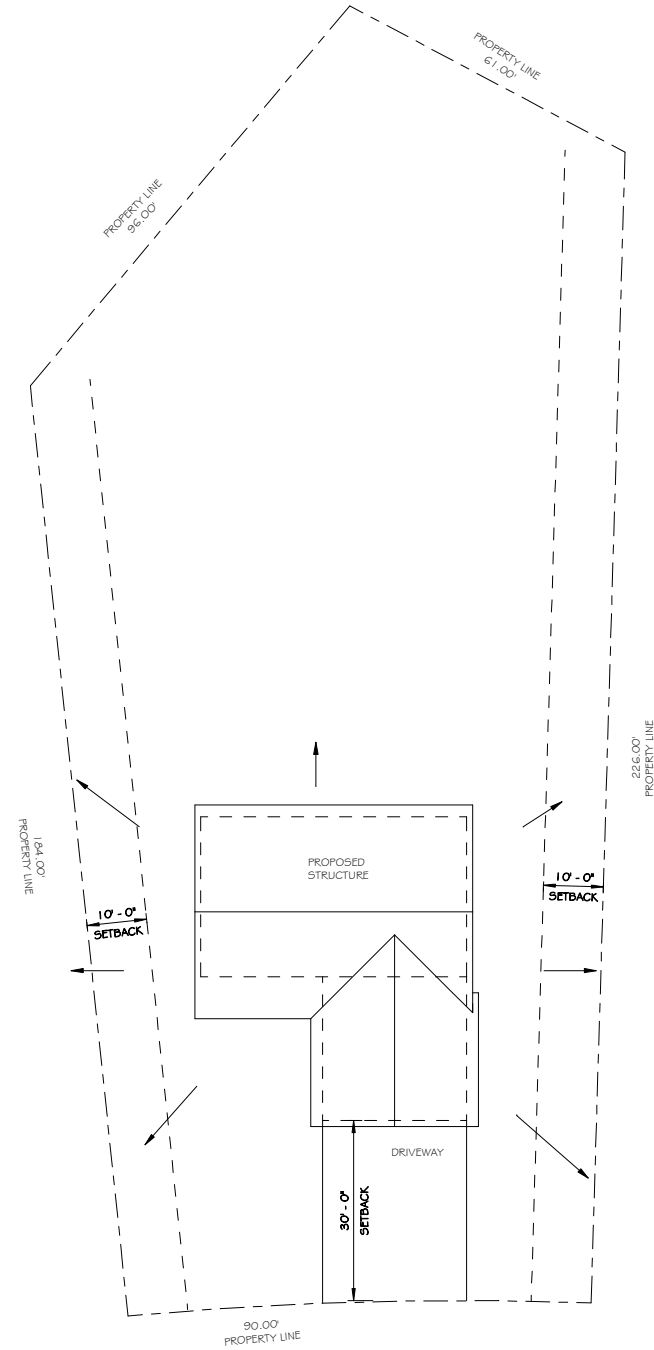 PROPERTY LINE
61.00'
PROPERTY LINE
96.00'
226.00'
PROPERTY LINE
184.00'
PROPERTY LINE
PROPOSED
STRUCTURE
10' - 0"
SETBACK
10' - 0"
SETBACK
DRIVEWAY
30' - 0"
SETBACK
90.00'
PROPERTY LINE